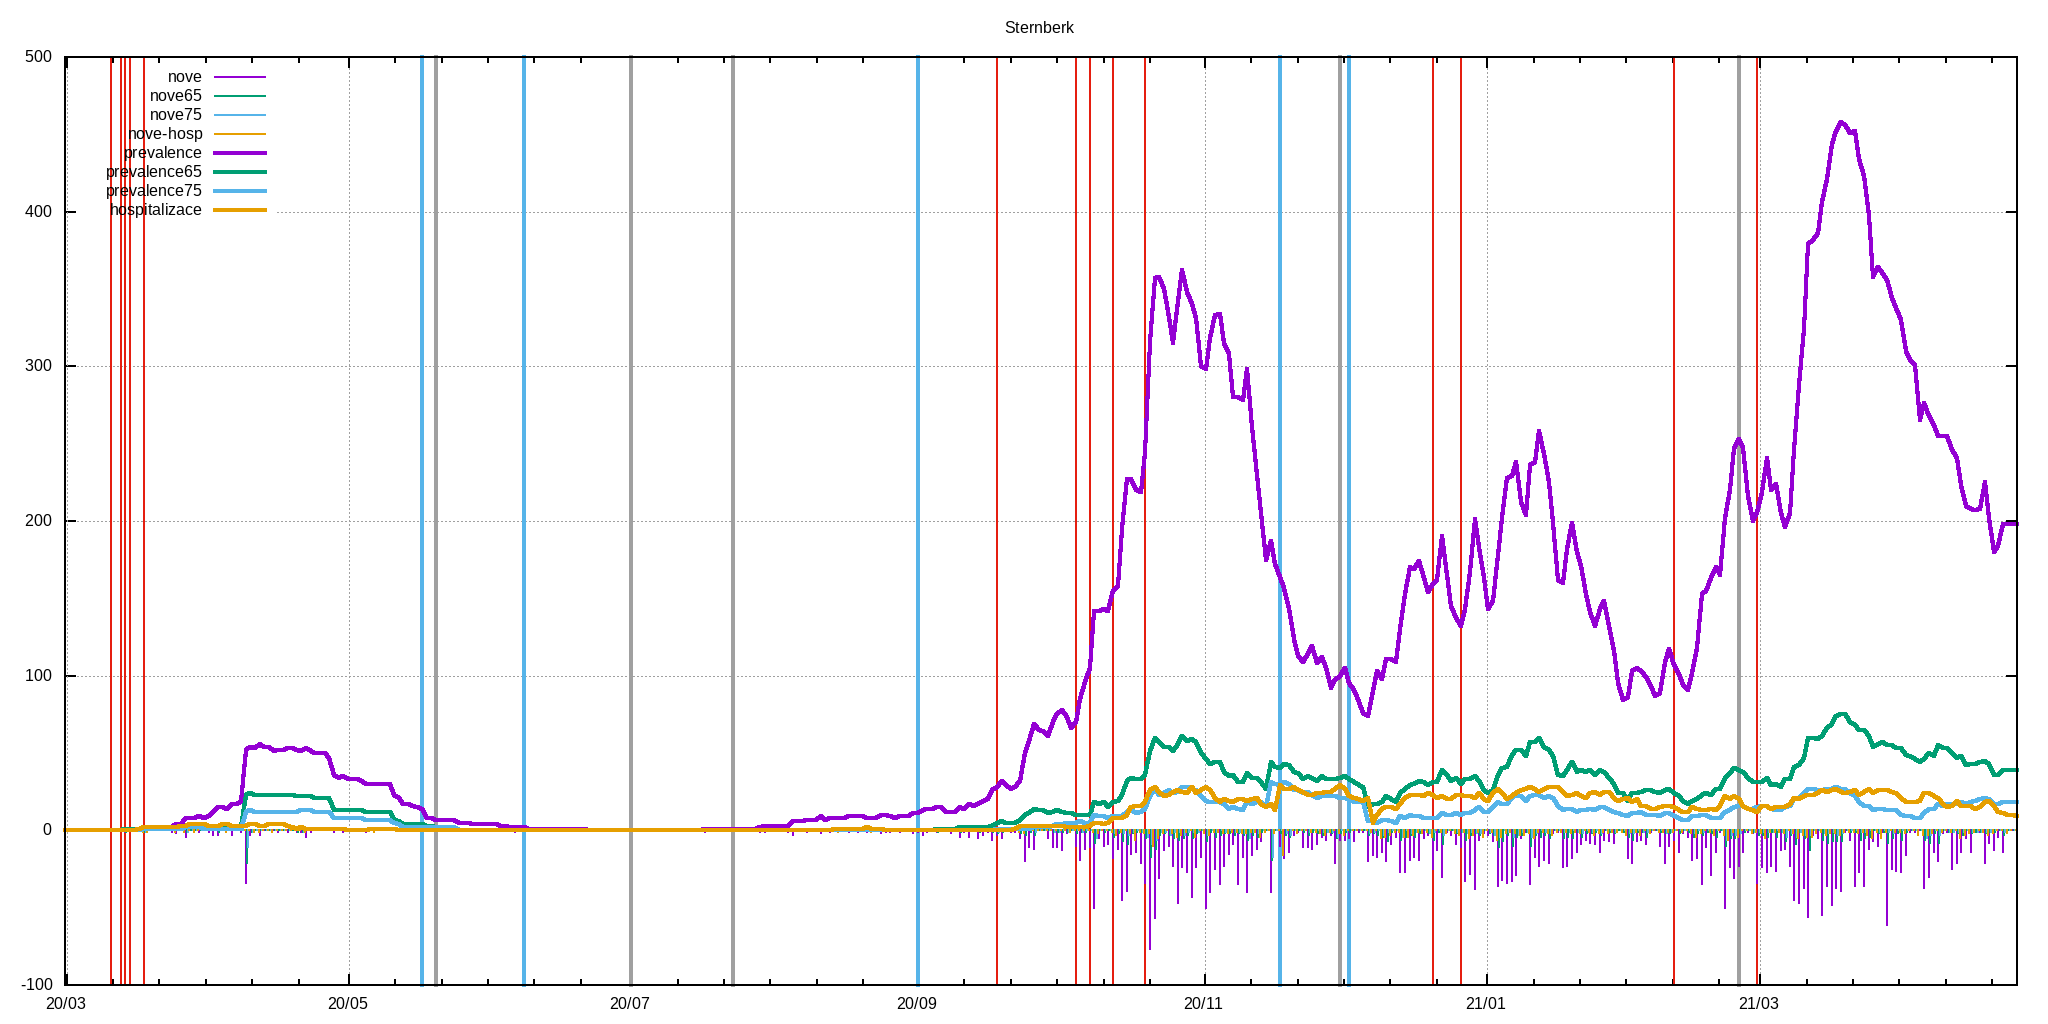 Sternberk
500
400
300
200
100
0
-100
nove
nove65
nove75
nove-hosp
prevalence
prevalence65
prevalence75
hospitalizace
20/03 20/05 20/07 20/09 20/11 21/01 21/03